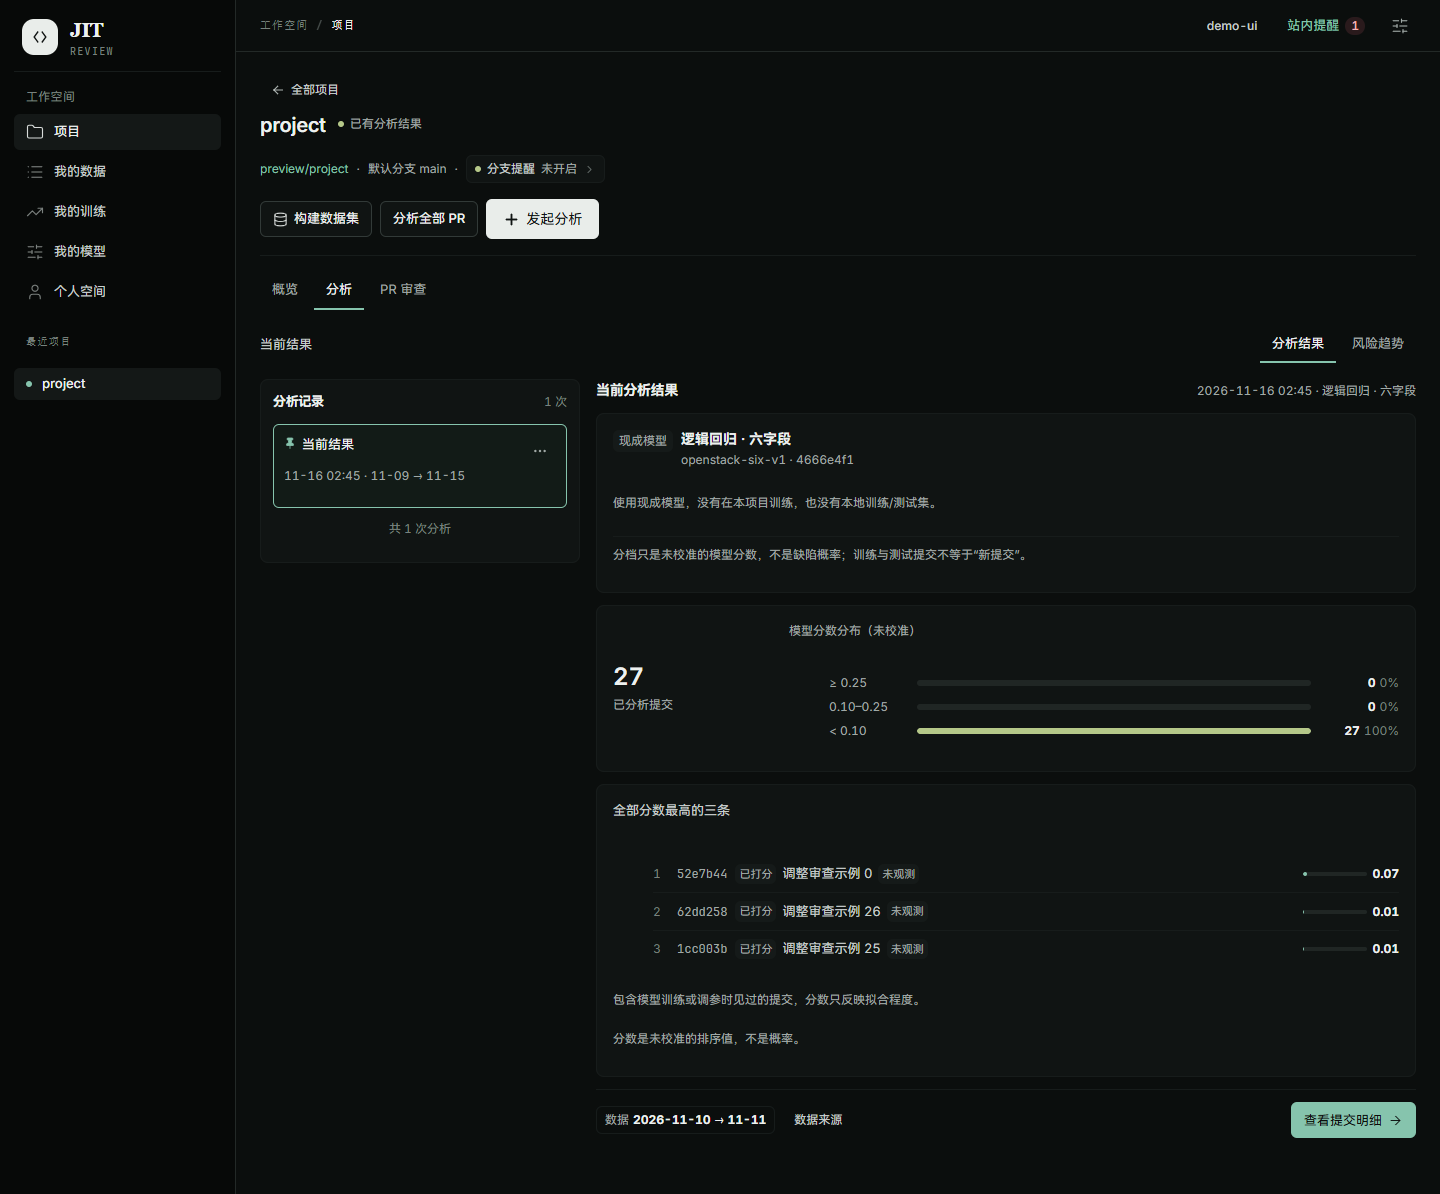 JIT
REVIEW
工作空间
项目
我的数据
我的训练
我的模型
个人空间
最近项目
project
工作空间 / 项目
demo-ui
站内提醒 1
← 全部项目
project 已有分析结果
preview/project · 默认分支 main · 分支提醒 未开启
构建数据集
分析全部 PR
发起分析
概览
分析
PR 审查
当前结果
分析结果
风险趋势
分析记录 1 次
当前结果 ...
11-16 02:45 · 11-09 → 11-15
共 1 次分析
当前分析结果
2026-11-16 02:45 · 逻辑回归 · 六字段
现成模型 逻辑回归 · 六字段
openstack-six-v1 · 4666e4f1
使用现成模型，没有在本项目训练，也没有本地训练/测试集。
分档只是未校准的模型分数，不是缺陷概率；训练与测试提交不等于“新提交”。
模型分数分布（未校准）
27
已分析提交
≥ 0.25 0 0%
0.10–0.25 0 0%
< 0.10 27 100%
全部分数最高的三条
1 52e7b44 已打分 调整审查示例 0 未观测 0.07
2 62dd258 已打分 调整审查示例 26 未观测 0.01
3 1cc003b 已打分 调整审查示例 25 未观测 0.01
包含模型训练或调参时见过的提交，分数只反映拟合程度。
分数是未校准的排序值，不是概率。
数据 2026-11-10 → 11-11
数据来源
查看提交明细 →